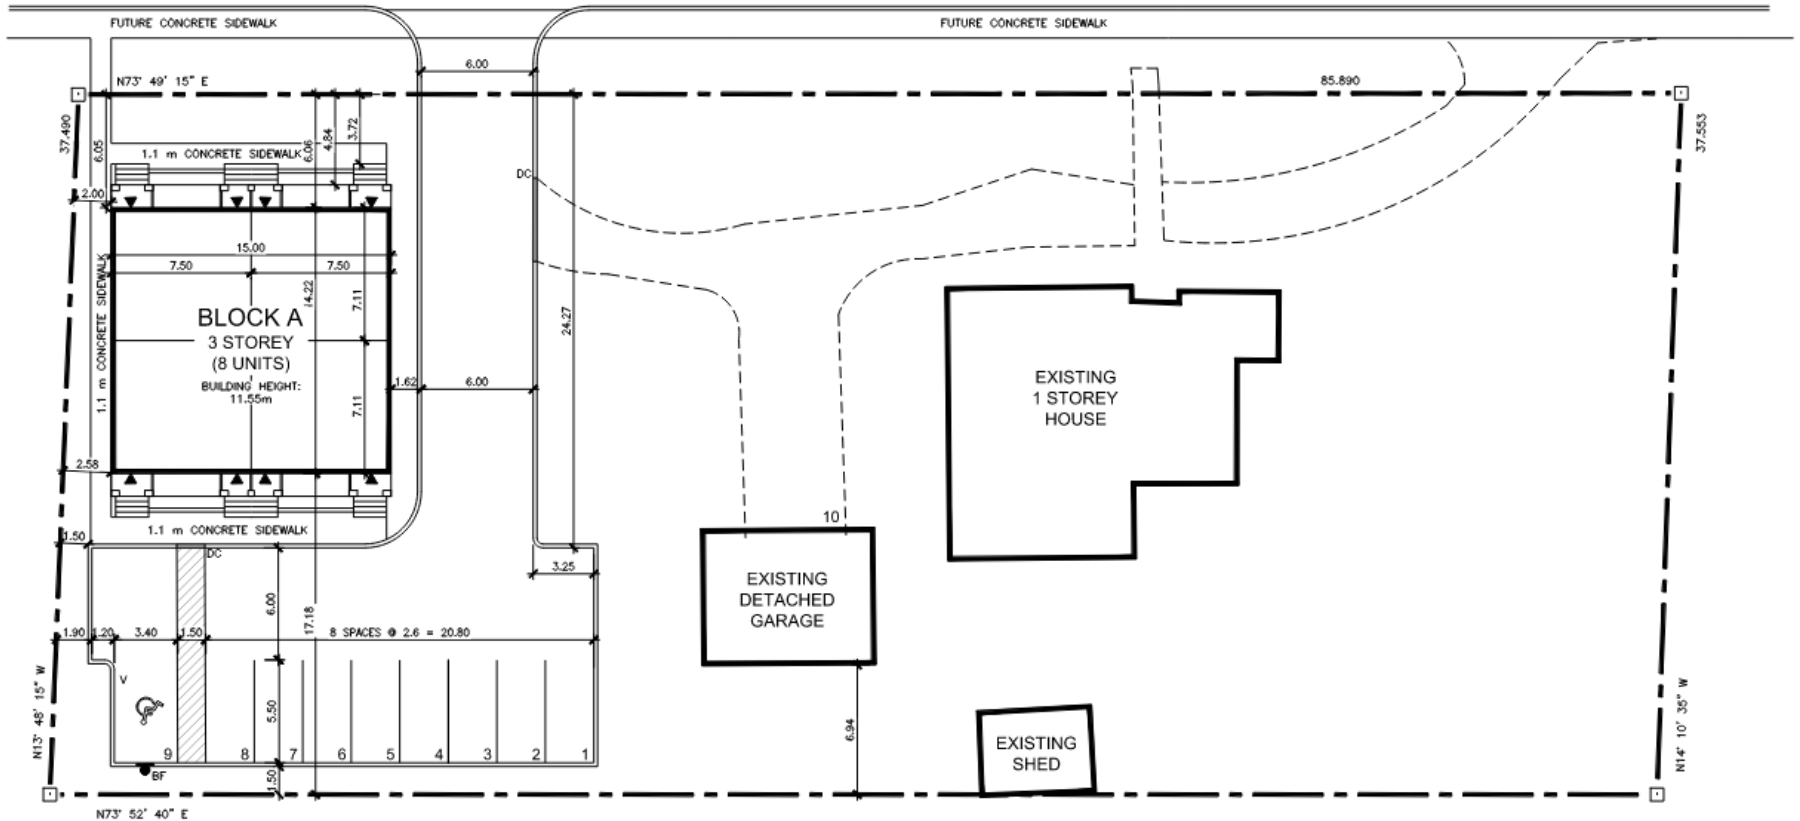 FUTURE CONCRETE SIDEWALK
FUTURE CONCRETE SIDEWALK
6.00
N73° 49' 15" E
85.890
37.490
6.05
6.06
4.84
3.72
37.553
1.1 m CONCRETE SIDEWALK
DC
2.00
15.00
7.50
7.50
1.1 m CONCRETE SIDEWALK
14.22
7.11
BLOCK A
3 STOREY
(8 UNITS)
BUILDING HEIGHT:
11.55m
7.11
1.62
6.00
24.27
EXISTING
1 STOREY
HOUSE
2.58
10
1.1 m CONCRETE SIDEWALK
1.50
DC
3.25
EXISTING
DETACHED
GARAGE
6.00
17.18
1.90
1.20
3.40
1.50
8 SPACES @ 2.6 = 20.80
V
N13° 48' 15" W
5.50
6.94
N14° 10' 35" W
EXISTING
SHED
9
8
7
6
5
4
3
2
1
BF
1.50
N73° 52' 40" E